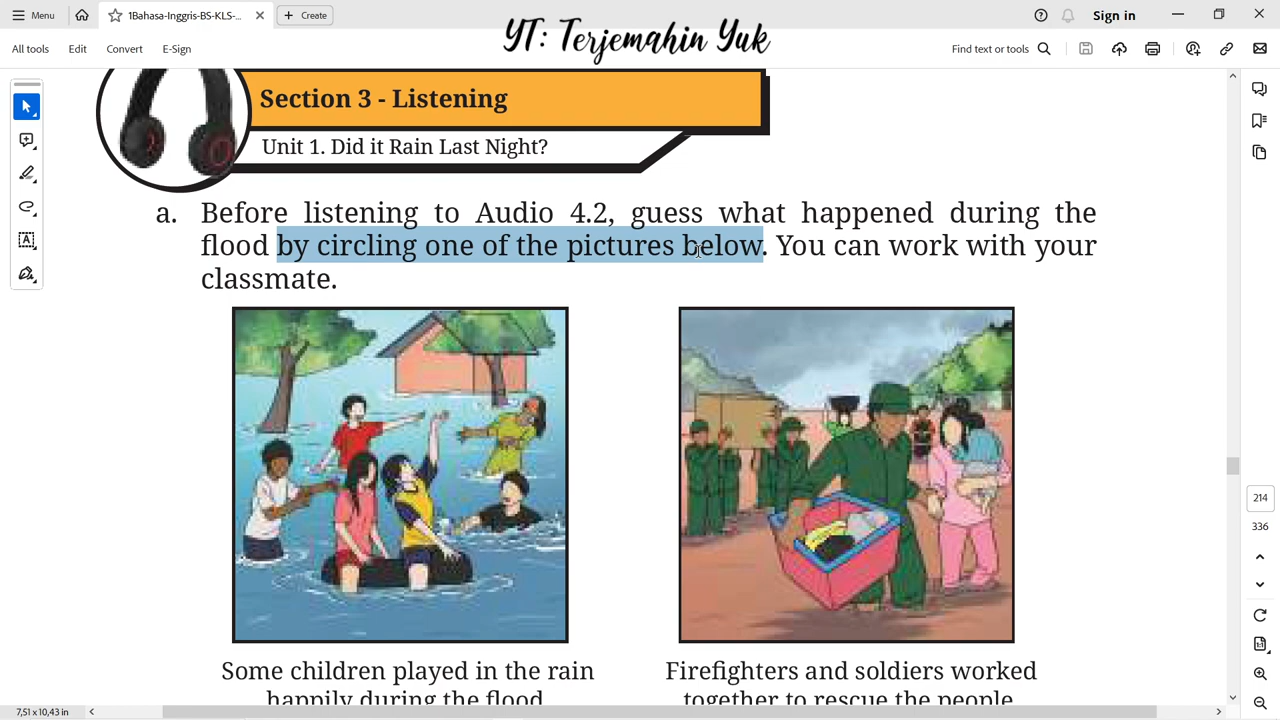 Menu
1Bahasa-Inggris-BS-KLS-...
Create
YT: Terjemahin Yuk
Sign in
All tools
Edit
Convert
E-Sign
Find text or tools
Section 3 - Listening
Unit 1. Did it Rain Last Night?
a. Before listening to Audio 4.2, guess what happened during the
flood by circling one of the pictures below. You can work with your
classmate.
Some children played in the rain
happily during the flood
Firefighters and soldiers worked
together to rescue the people
214
336
7,51 x 10,43 in